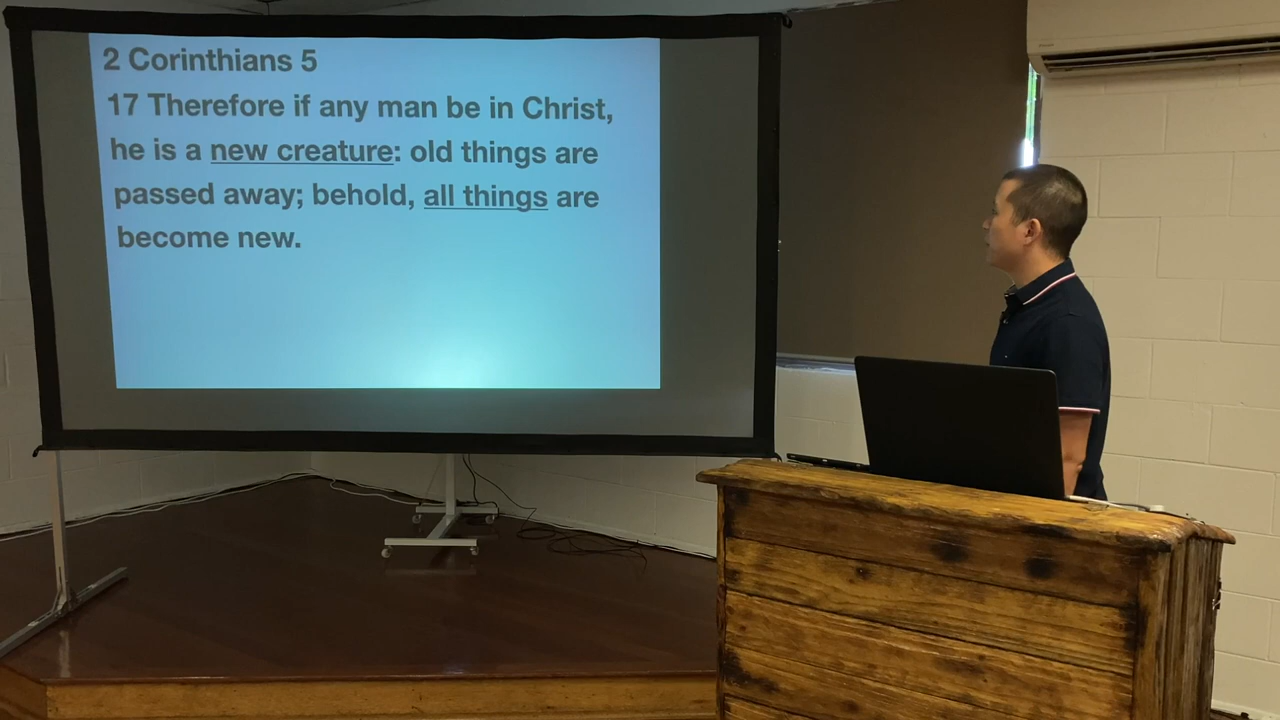 2 Corinthians 5
17 Therefore if any man be in Christ,
he is a new creature: old things are
passed away; behold, all things are
become new.